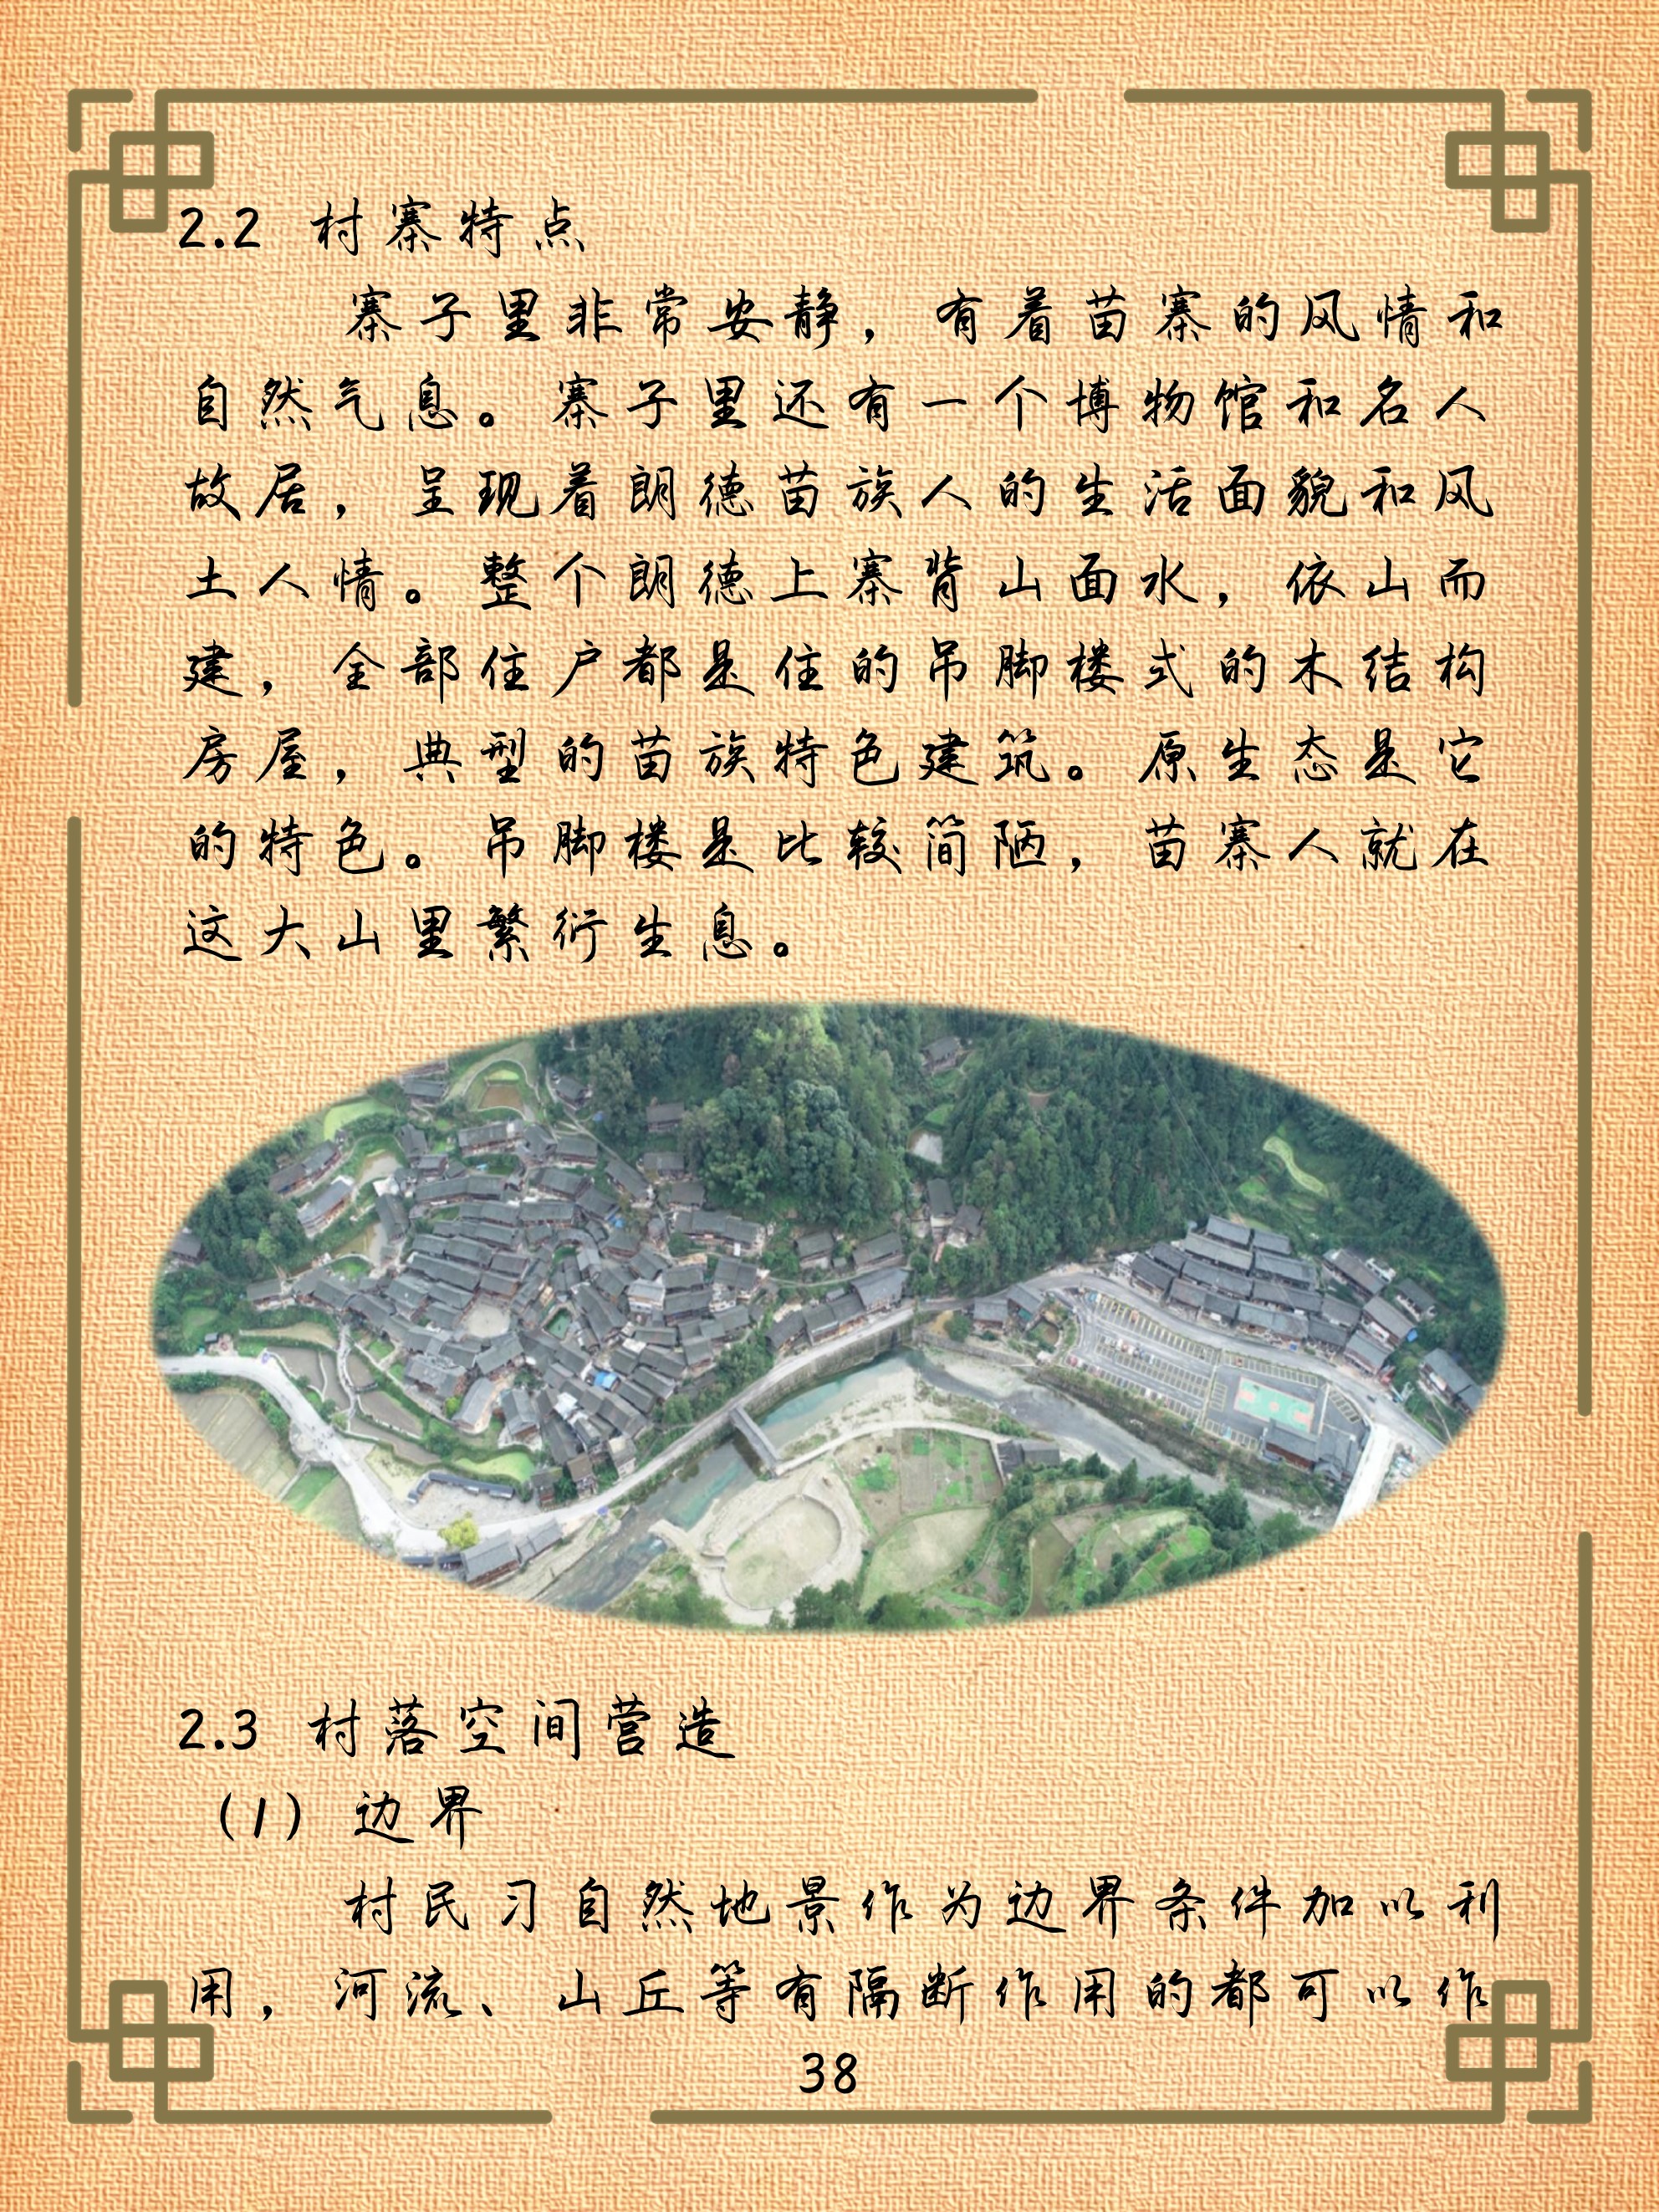 2.2 村寨特点
寨子里非常安静，有着苗寨的风情和
自然气息。寨子里还有一个博物馆和名人
故居，呈现着朗德苗族人的生活面貌和风
土人情。整个朗德上寨背山面水，依山而
建，全部住户都是住的吊脚楼式的木结构
房屋，典型的苗族特色建筑。原生态是它
的特色。吊脚楼是比较简陋，苗寨人就在
这大山里繁衍生息。
2.3 村落空间营造
（1）边界
村民习自然地景作为边界条件加以利
用，河流、山丘等有隔断作用的都可以作
38